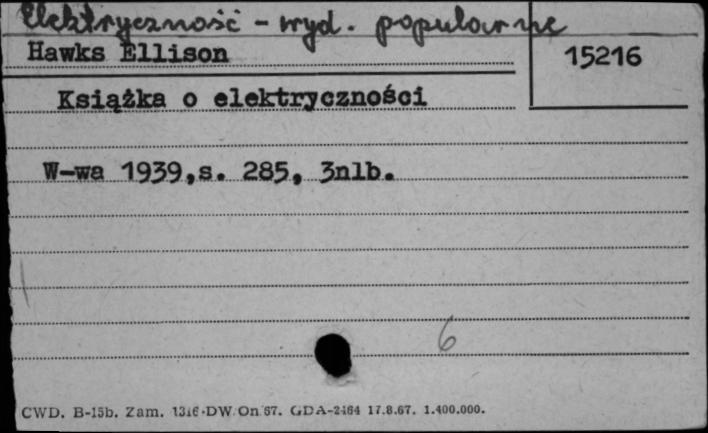 Elektryczność - wyd. popularne
Hawks Ellison
15216
Książka o elektryczności
W-wa 1939,s. 285, 3nlb.
6
CWD. B-15b. Zam. 1316 DW. On 67. GDA-2464 17.8.67. 1.400.000.